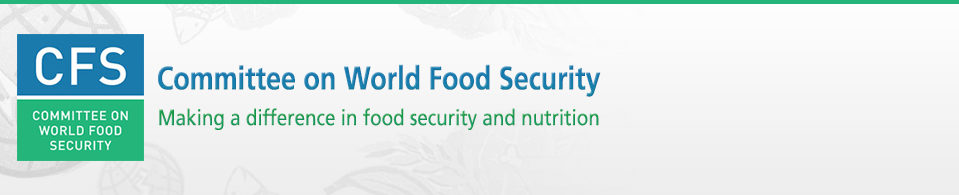 CFS
COMMITTEE ON
WORLD FOOD
SECURITY
Committee on World Food Security
Making a difference in food security and nutrition